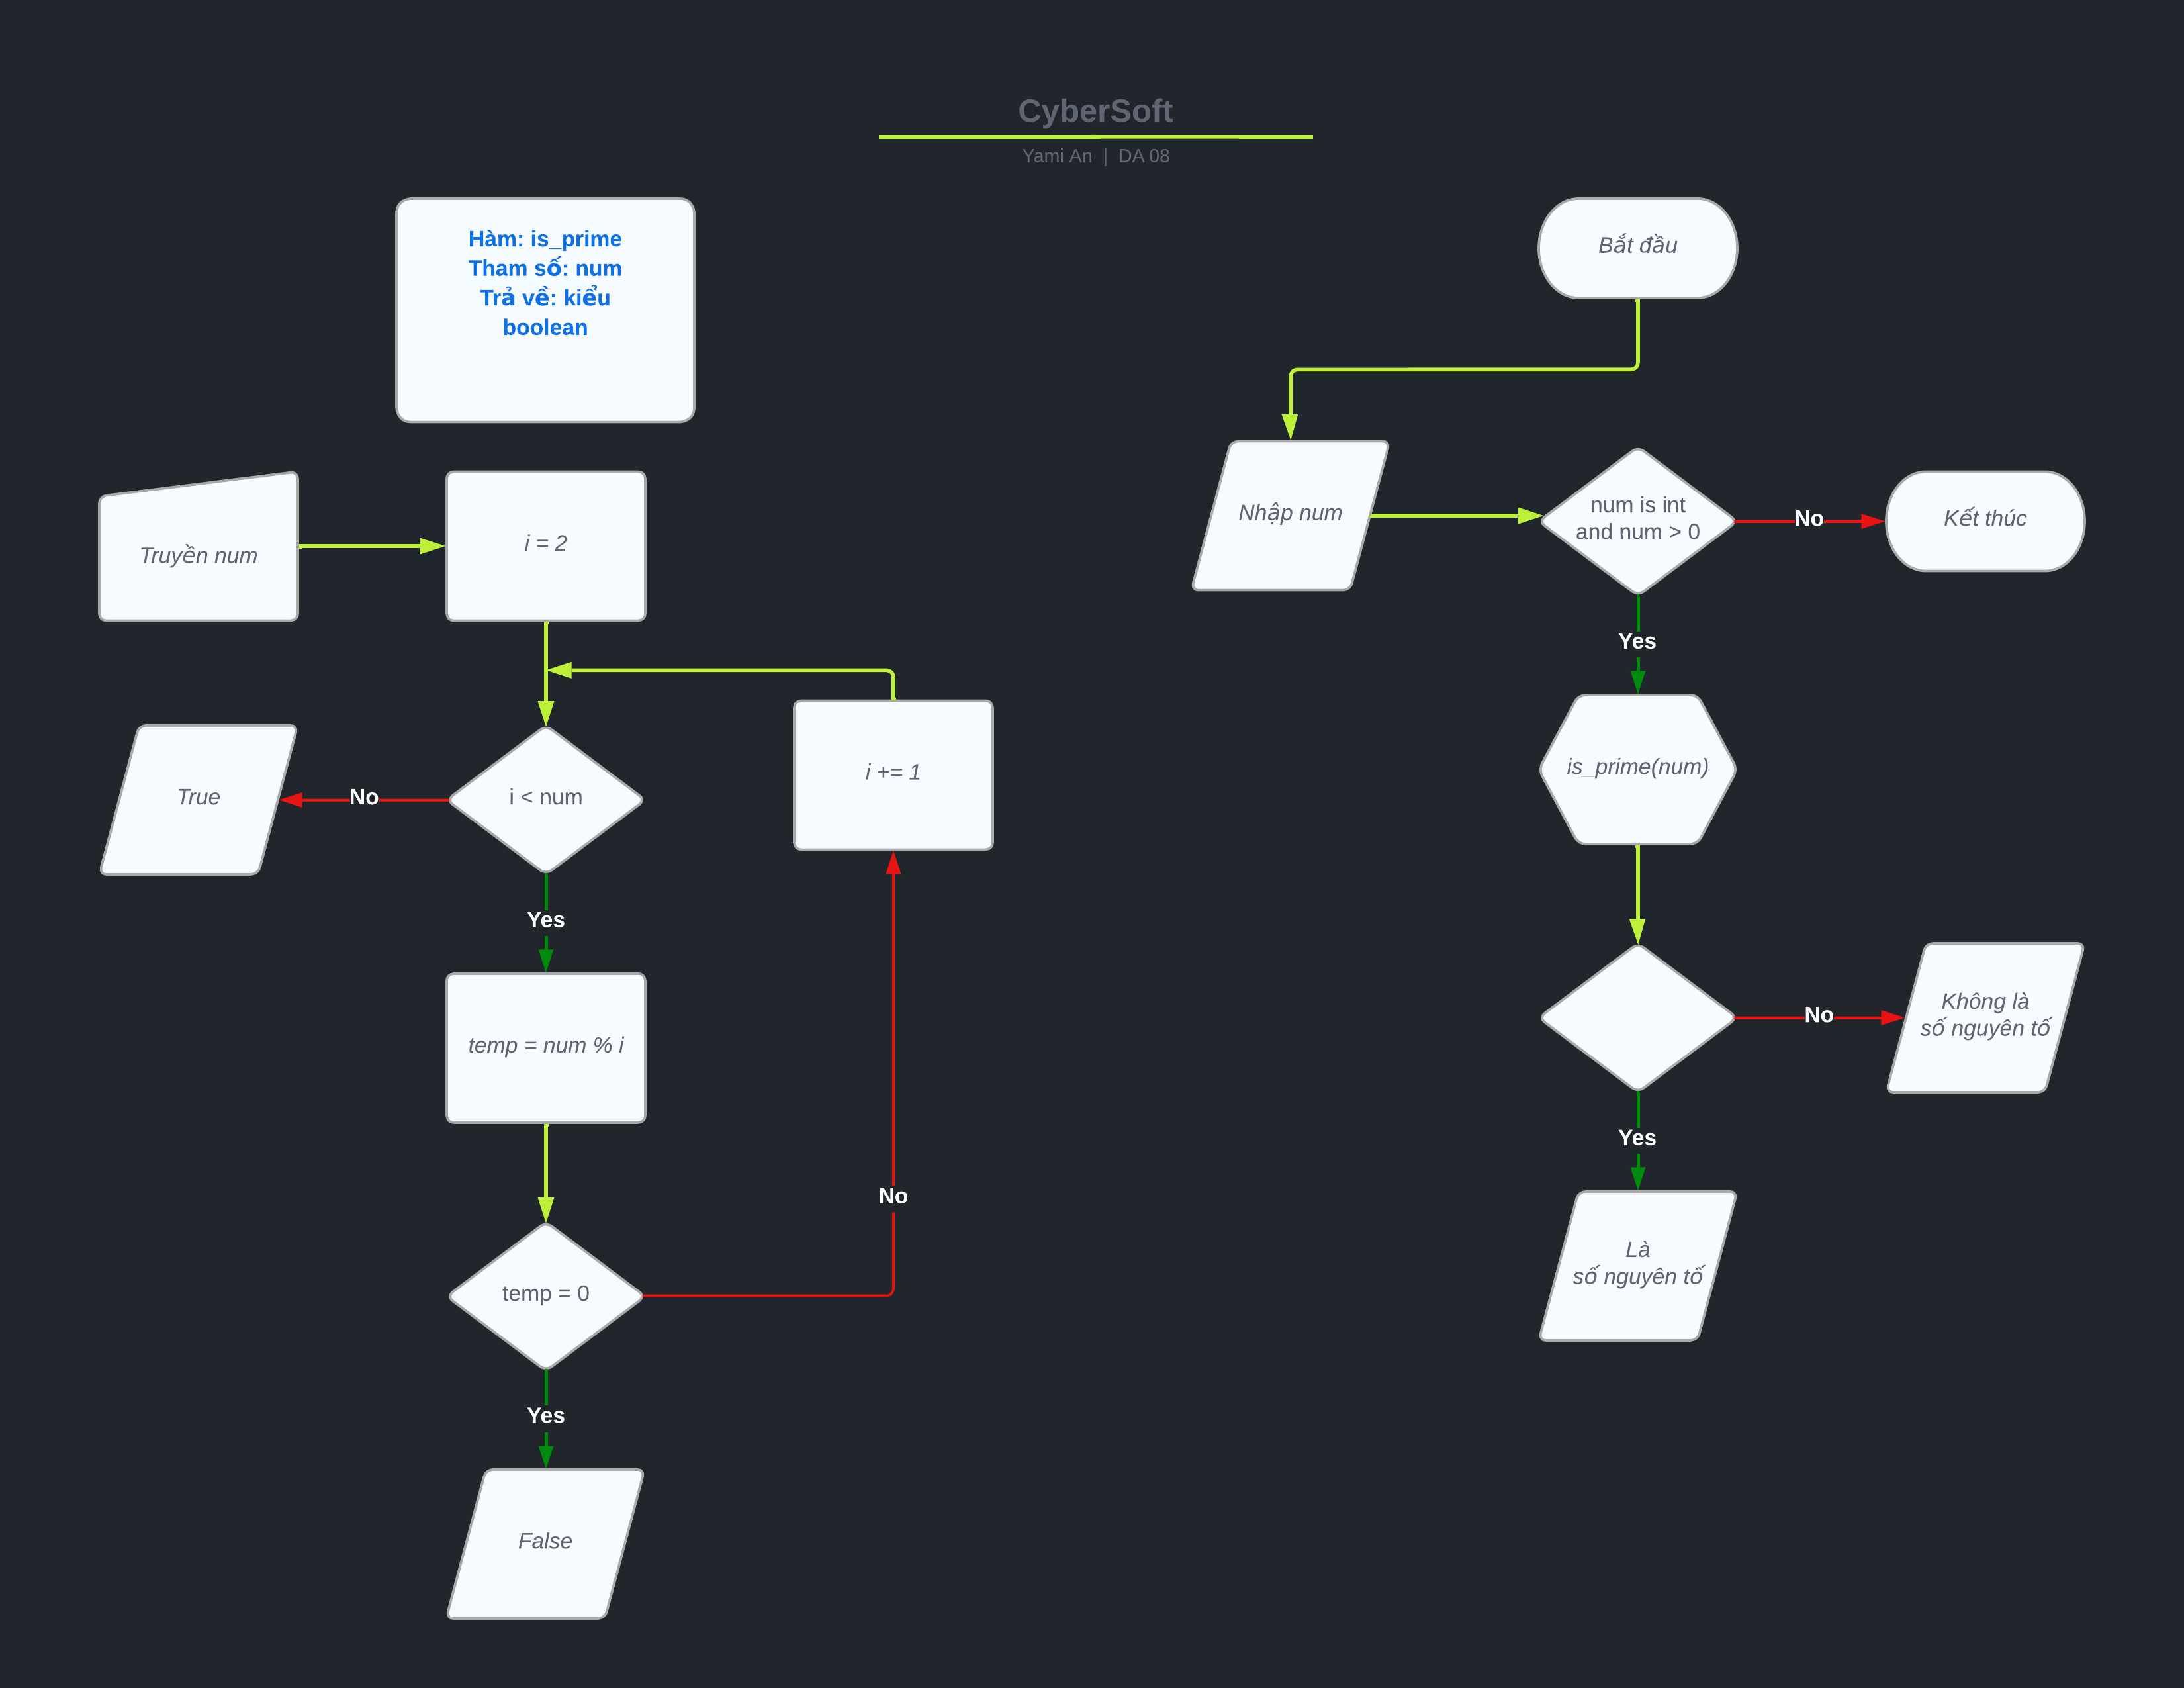 CyberSoft
Yami An | DA 08
Hàm: is_prime
Tham số: num
Trả về: kiểu
boolean
Truyền num
i = 2
i < num
No
True
Yes
i += 1
temp = num % i
temp = 0
No
Yes
False
Bắt đầu
Nhập num
num is int
and num > 0
No
Kết thúc
Yes
is_prime(num)
No
Không là
số nguyên tố
Yes
Là
số nguyên tố